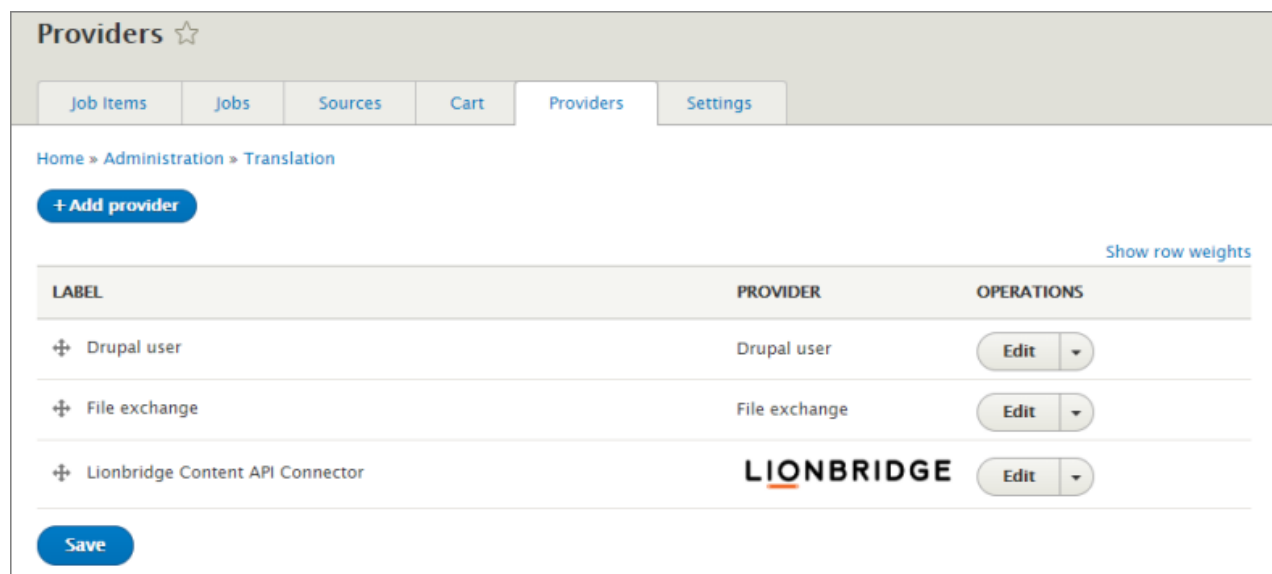 Providers
Job Items Jobs Sources Cart Providers Settings
Home » Administration » Translation
+ Add provider
Show row weights
LABEL PROVIDER OPERATIONS
Drupal user Drupal user Edit
File exchange File exchange Edit
Lionbridge Content API Connector LIONBRIDGE Edit
Save